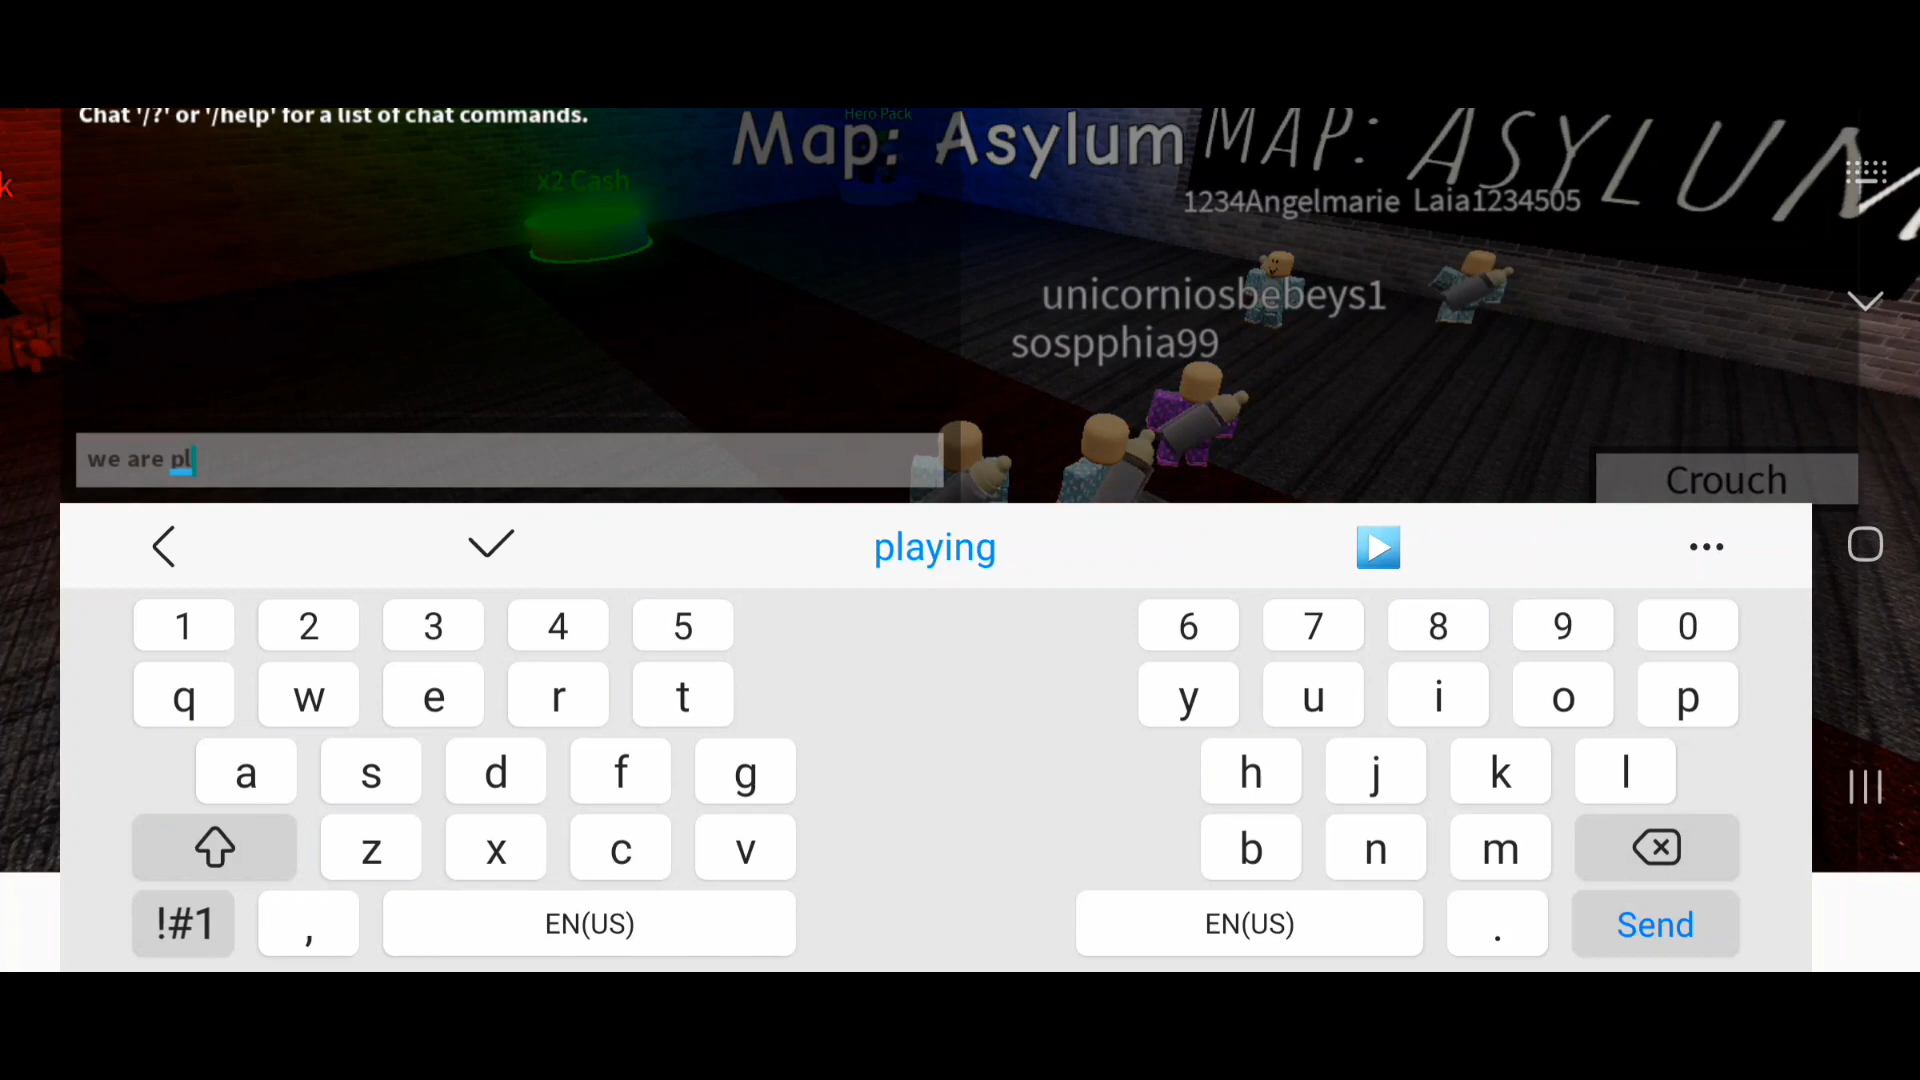 Chat '/?' or '/help' for a list of chat commands.
Hero Pack
Map: Asylum
MAP: ASYLUM
k
x2 Cash
1234Angelmarie Laia1234505
unicorniosbebeys1
sospphia99
we are pl
Crouch
playing
1 2 3 4 5 6 7 8 9 0
q w e r t y u i o p
a s d f g h j k l
z x c v b n m
!#1 , EN(US) EN(US) . Send